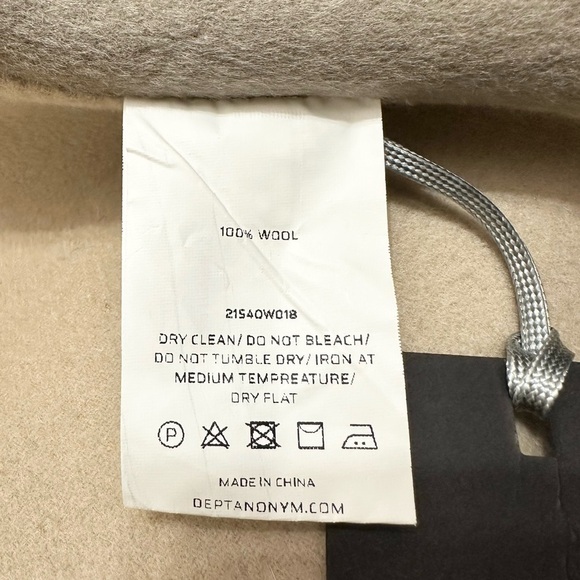 100% WOOL
21S40W018
DRY CLEAN/ DO NOT BLEACH/
DO NOT TUMBLE DRY/ IRON AT
MEDIUM TEMPREATURE/
DRY FLAT
P
MADE IN CHINA
DEPTANONYM.COM